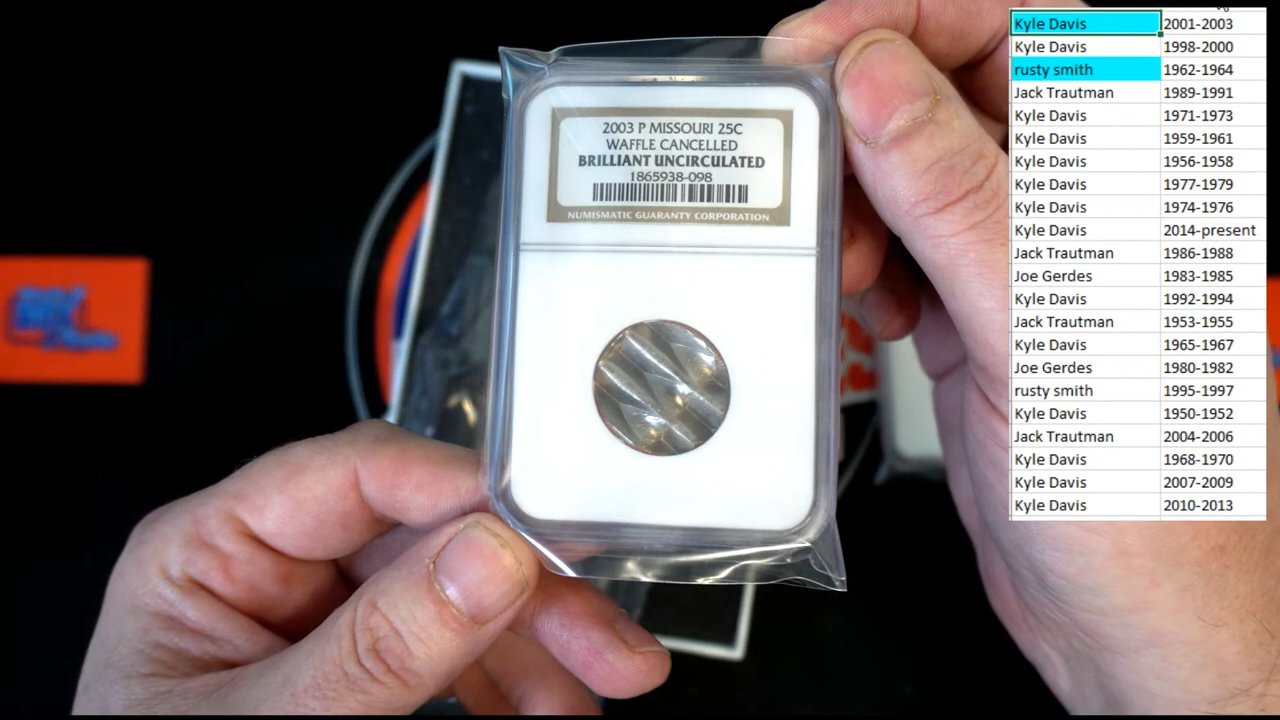 2003 P MISSOURI 25C
WAFFLE CANCELLED
BRILLIANT UNCIRCULATED
1865938-098
NUMISMATIC GUARANTY CORPORATION
Kyle Davis 2001-2003
Kyle Davis 1998-2000
rusty smith 1962-1964
Jack Trautman 1989-1991
Kyle Davis 1971-1973
Kyle Davis 1959-1961
Kyle Davis 1956-1958
Kyle Davis 1977-1979
Kyle Davis 1974-1976
Kyle Davis 2014-present
Jack Trautman 1986-1988
Joe Gerdes 1983-1985
Kyle Davis 1992-1994
Jack Trautman 1953-1955
Kyle Davis 1965-1967
Joe Gerdes 1980-1982
rusty smith 1995-1997
Kyle Davis 1950-1952
Jack Trautman 2004-2006
Kyle Davis 1968-1970
Kyle Davis 2007-2009
Kyle Davis 2010-2013